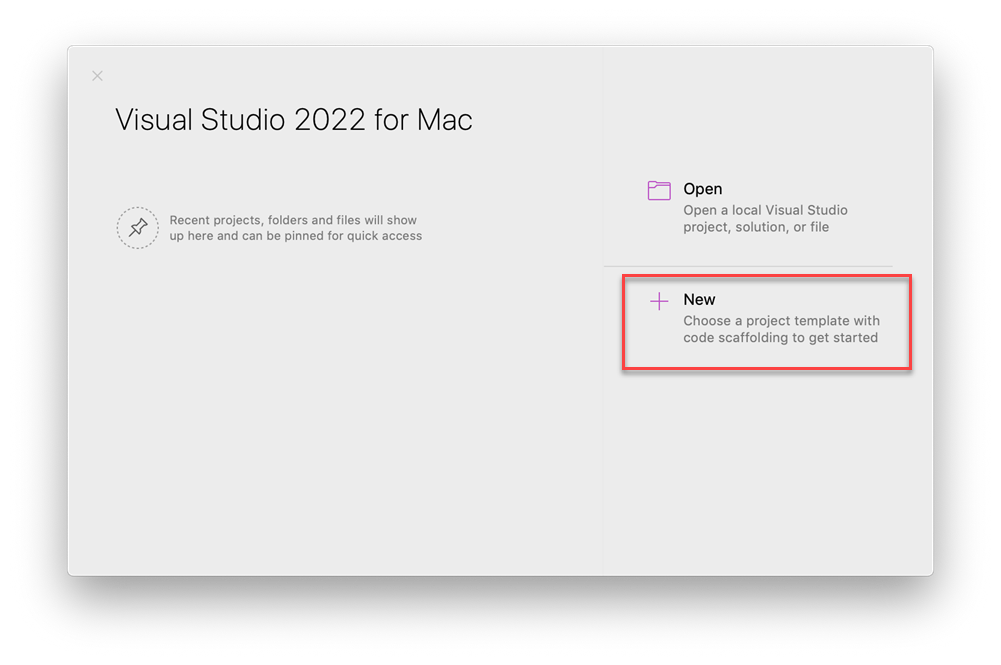 Visual Studio 2022 for Mac
Recent projects, folders and files will show
up here and can be pinned for quick access
Open
Open a local Visual Studio
project, solution, or file
New
Choose a project template with
code scaffolding to get started